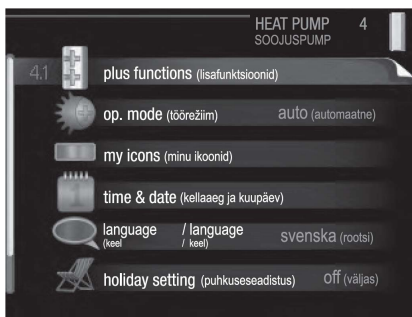 HEAT PUMP 4
SOOJUSPUMP
4.1 plus functions (lisafunktsioonid)
op. mode (töörežiim) auto (automaatne)
my icons (minu ikoonid)
time & date (kellaaeg ja kuupäev)
1
language / language
(keel / keel) svenska (rootsi)
holiday setting (puhkuseseadistus) off (väljas)